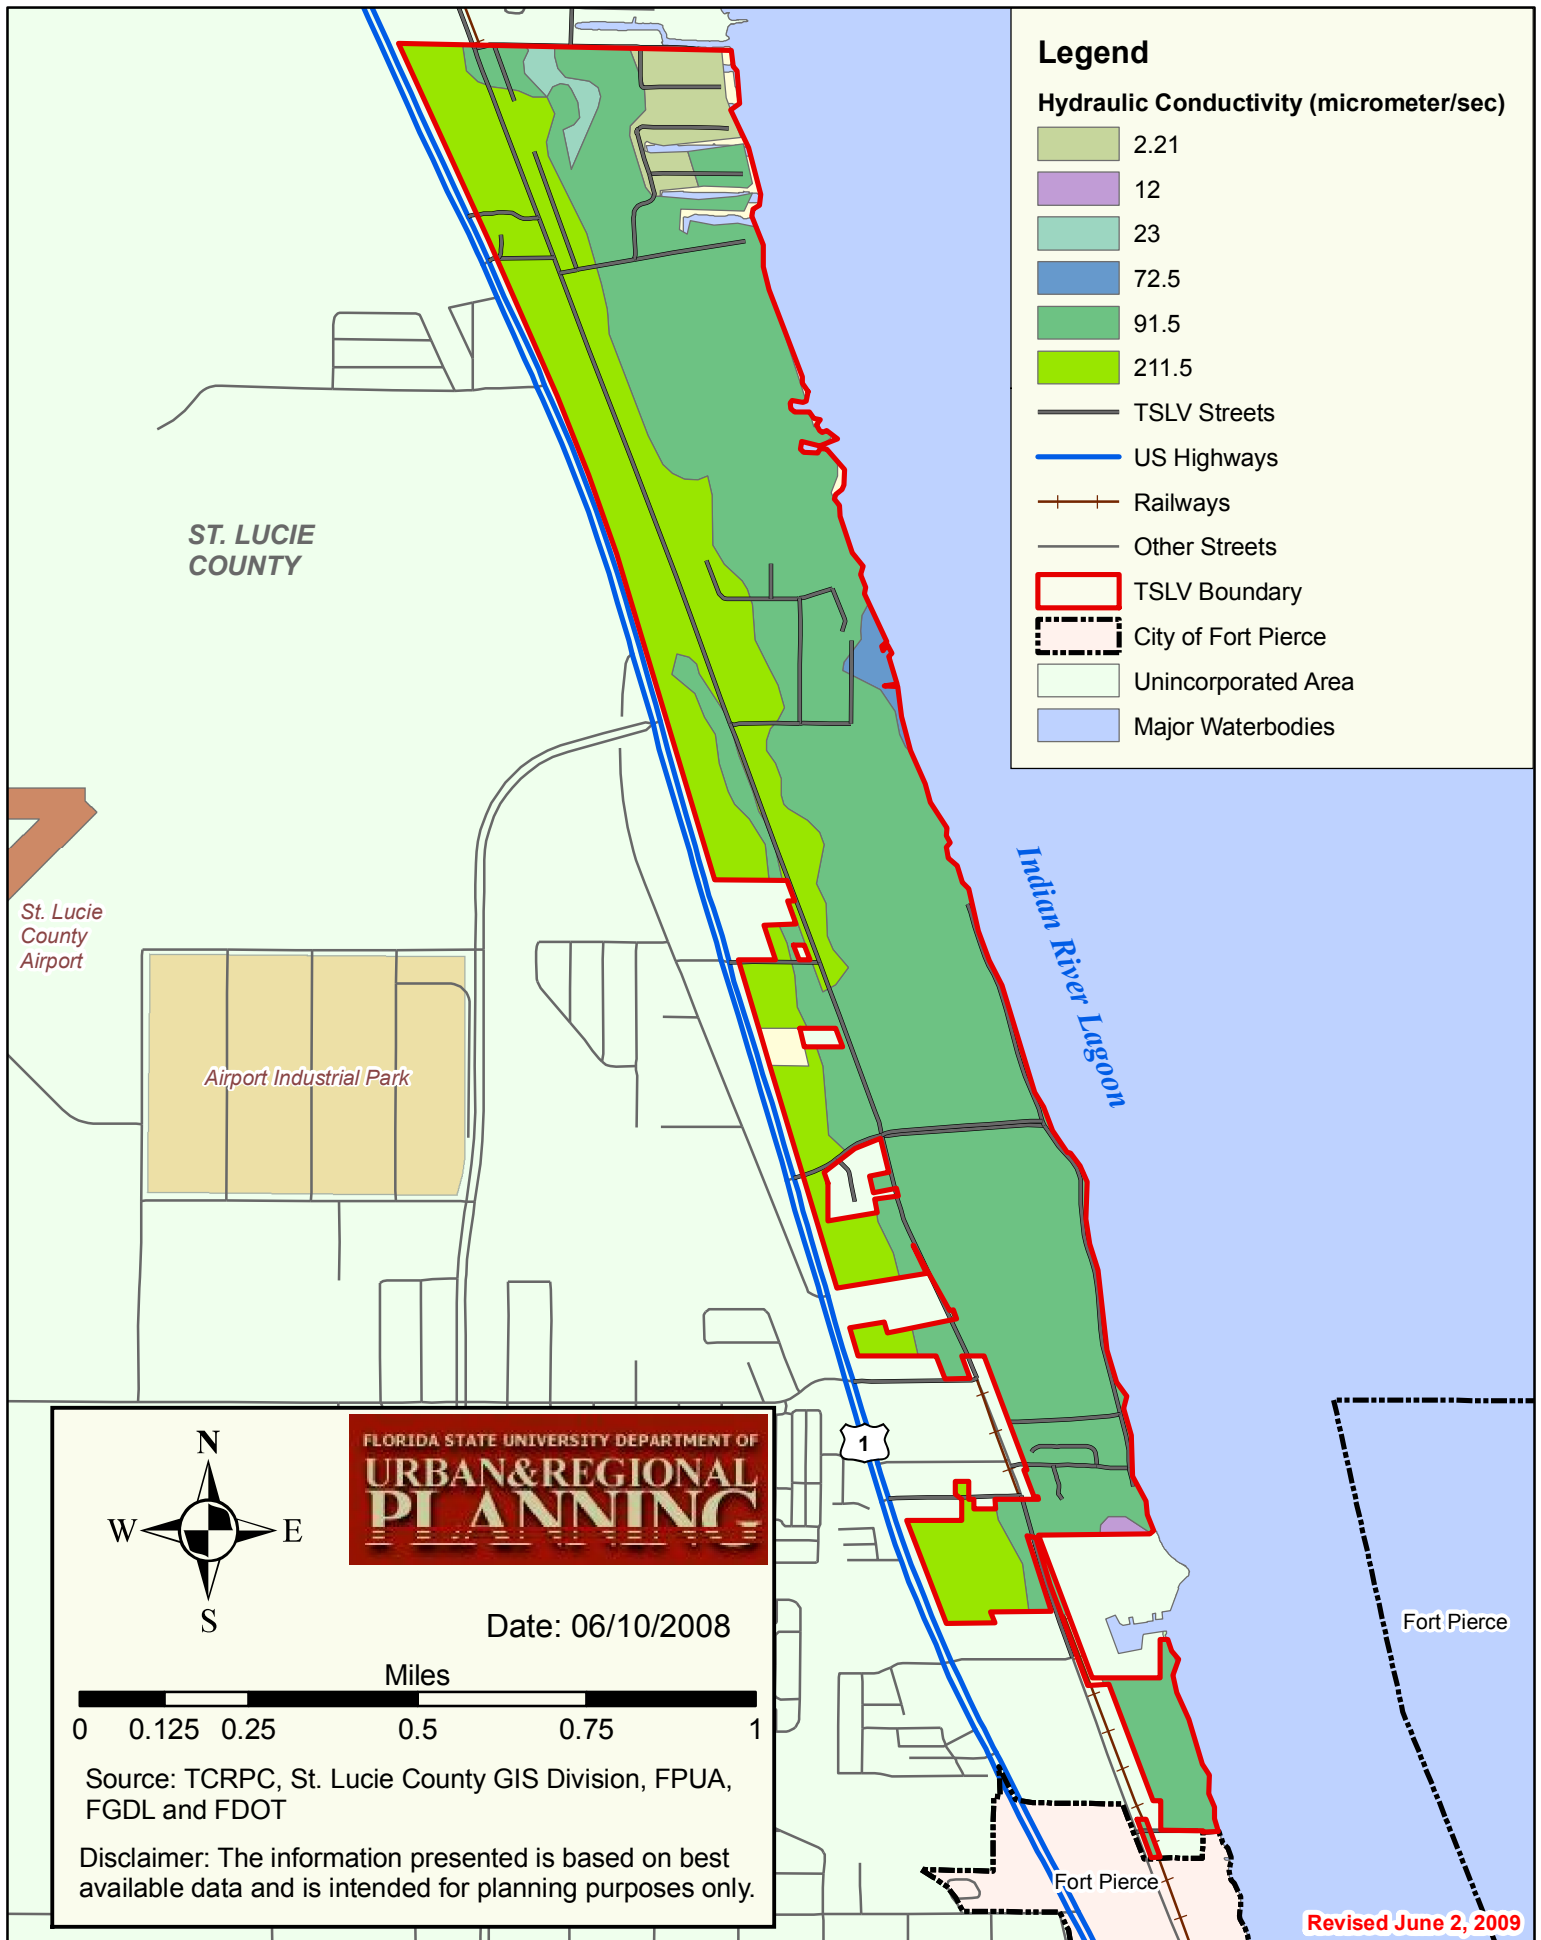 Legend
Hydraulic Conductivity (micrometer/sec)
2.21
12
23
72.5
91.5
211.5
TSLV Streets
US Highways
Railways
Other Streets
TSLV Boundary
City of Fort Pierce
Unincorporated Area
Major Waterbodies
ST. LUCIE
COUNTY
St. Lucie
County
Airport
Airport Industrial Park
Indian River Lagoon
1
N
W
E
S
FLORIDA STATE UNIVERSITY DEPARTMENT OF
URBAN&REGIONAL
PLANNING
Date: 06/10/2008
Miles
0 0.125 0.25 0.5 0.75 1
Source: TCRPC, St. Lucie County GIS Division, FPUA,
FGDL and FDOT
Disclaimer: The information presented is based on best
available data and is intended for planning purposes only.
Fort Pierce
Fort Pierce
Revised June 2, 2009